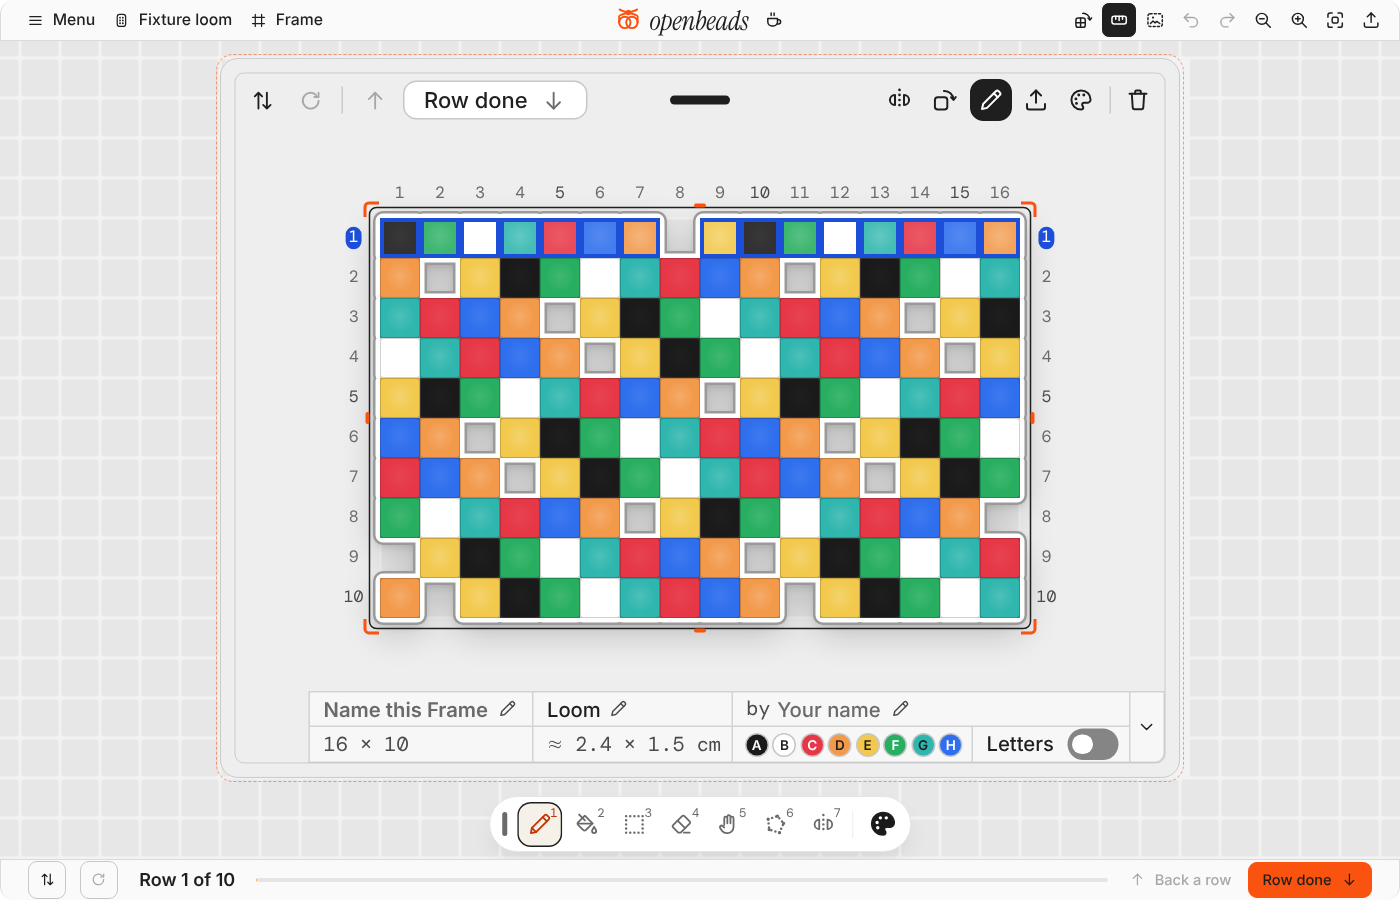 Menu Fixture loom Frame openbeads
Row done
1 2 3 4 5 6 7 8 9 10 11 12 13 14 15 16
1 1
2 2
3 3
4 4
5 5
6 6
7 7
8 8
9 9
10 10
Name this Frame Loom by Your name
16 × 10 ≈ 2.4 × 1.5 cm A B C D E F G H Letters
1 2 3 4 5 6 7
Row 1 of 10 Back a row Row done